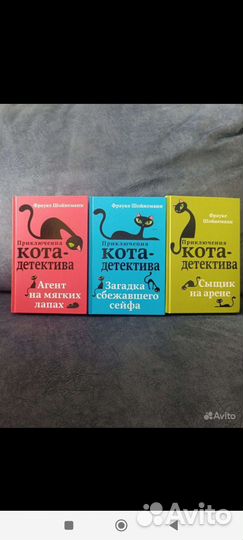 Фрауке Шойнеманн
Приключения
кота-
детектива
Агент
на мягких
лапах
Фрауке Шойнеманн
Приключения
кота-
детектива
Загадка
сбежавшего
сейфа
Фрауке
Шойнеманн
Приключения
кота-
детектива
Сыщик
на арене
Avito
Avito